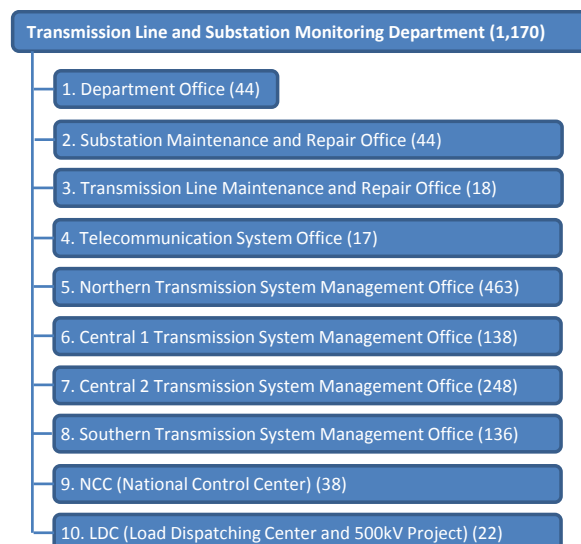 Transmission Line and Substation Monitoring Department (1,170)
1. Department Office (44)
2. Substation Maintenance and Repair Office (44)
3. Transmission Line Maintenance and Repair Office (18)
4. Telecommunication System Office (17)
5. Northern Transmission System Management Office (463)
6. Central 1 Transmission System Management Office (138)
7. Central 2 Transmission System Management Office (248)
8. Southern Transmission System Management Office (136)
9. NCC (National Control Center) (38)
10. LDC (Load Dispatching Center and 500kV Project) (22)